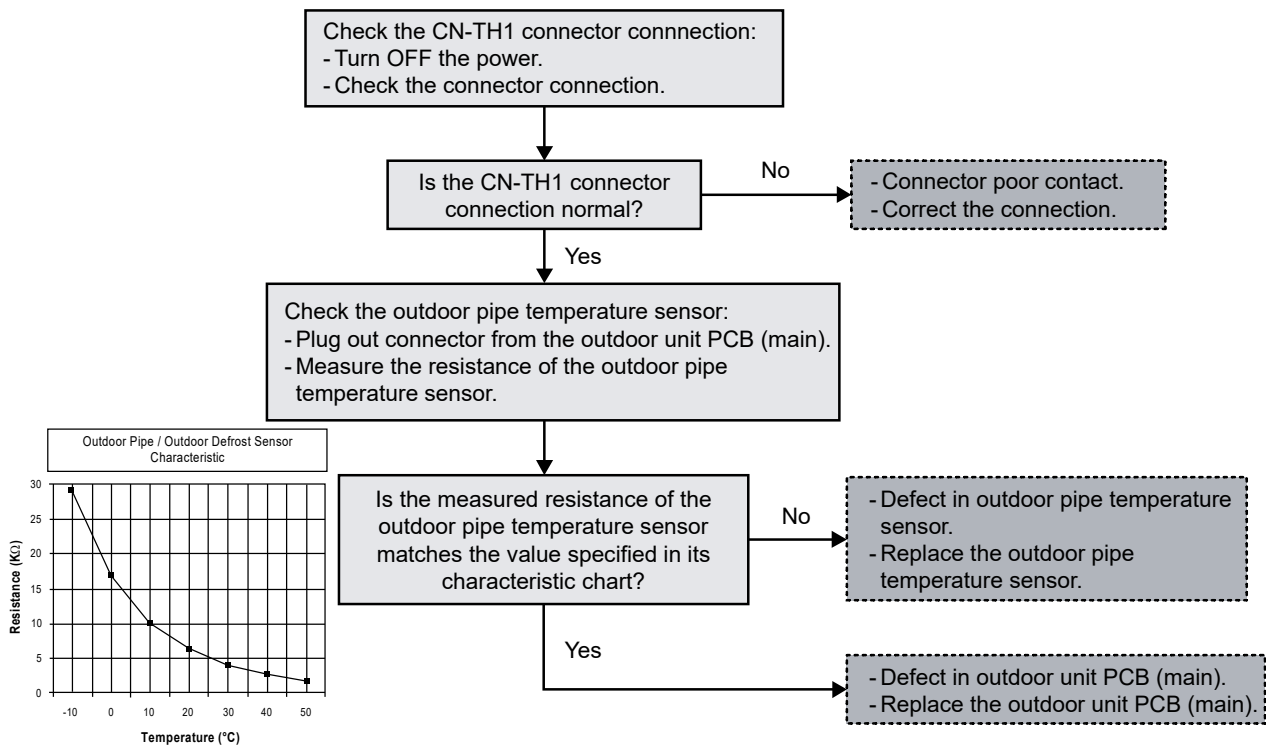 Check the CN-TH1 connector connnection:
- Turn OFF the power.
- Check the connector connection.
Is the CN-TH1 connector
connection normal?
No
- Connector poor contact.
- Correct the connection.
Yes
Check the outdoor pipe temperature sensor:
- Plug out connector from the outdoor unit PCB (main).
- Measure the resistance of the outdoor pipe
temperature sensor.
Outdoor Pipe / Outdoor Defrost Sensor
Characteristic
30
25
20
15
10
5
0
Resistance (KΩ)
-10 0 10 20 30 40 50
Temperature (°C)
Is the measured resistance of the
outdoor pipe temperature sensor
matches the value specified in its
characteristic chart?
No
- Defect in outdoor pipe temperature
sensor.
- Replace the outdoor pipe
temperature sensor.
Yes
- Defect in outdoor unit PCB (main).
- Replace the outdoor unit PCB (main).